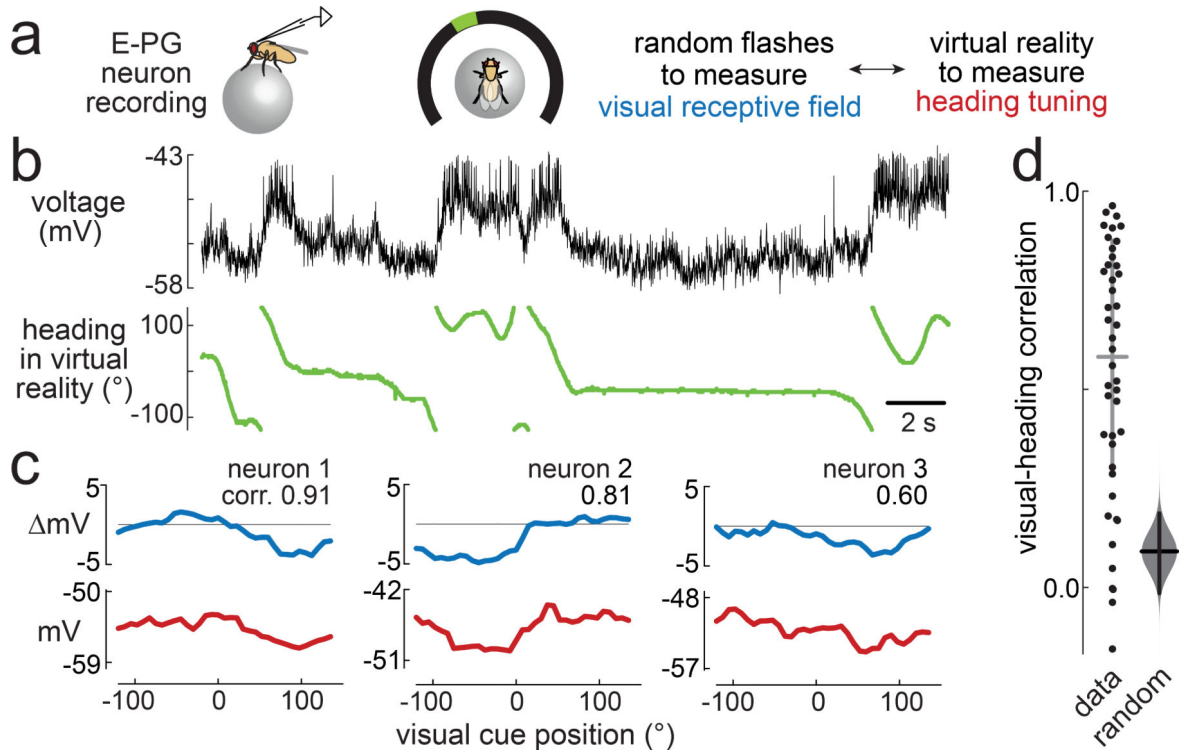 a
E-PG
neuron
recording
random flashes
to measure
visual receptive field
virtual reality
to measure
heading tuning
b
-43
voltage
(mV)
-58
heading
in virtual
reality (°)
100
-100
2 s
c
neuron 1
corr. 0.91
neuron 2
0.81
neuron 3
0.60
5
ΔmV
-5
5
-5
5
-5
-50
mV
-59
-42
-51
-48
-57
-100 0 100
-100 0 100
-100 0 100
visual cue position (°)
d
1.0
visual-heading correlation
0.0
data
random